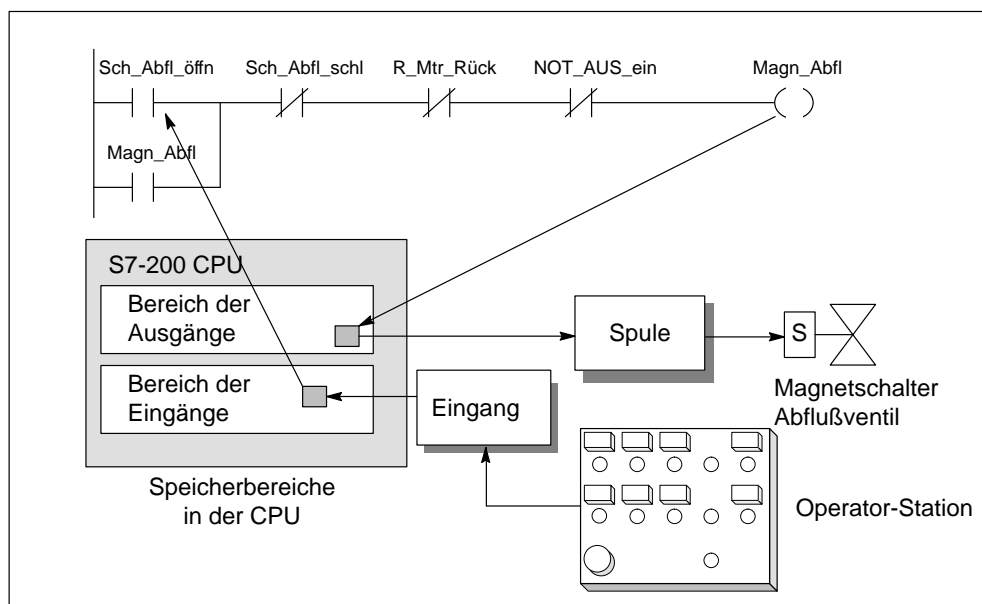 Sch_Abfl_öffn Sch_Abfl_schl R_Mtr_Rück NOT_AUS_ein Magn_Abfl
Magn_Abfl
S7-200 CPU
Bereich der
Ausgänge
Spule
S
Bereich der
Eingänge
Eingang
Magnetschalter
Abflußventil
Speicherbereiche
in der CPU
Operator-Station